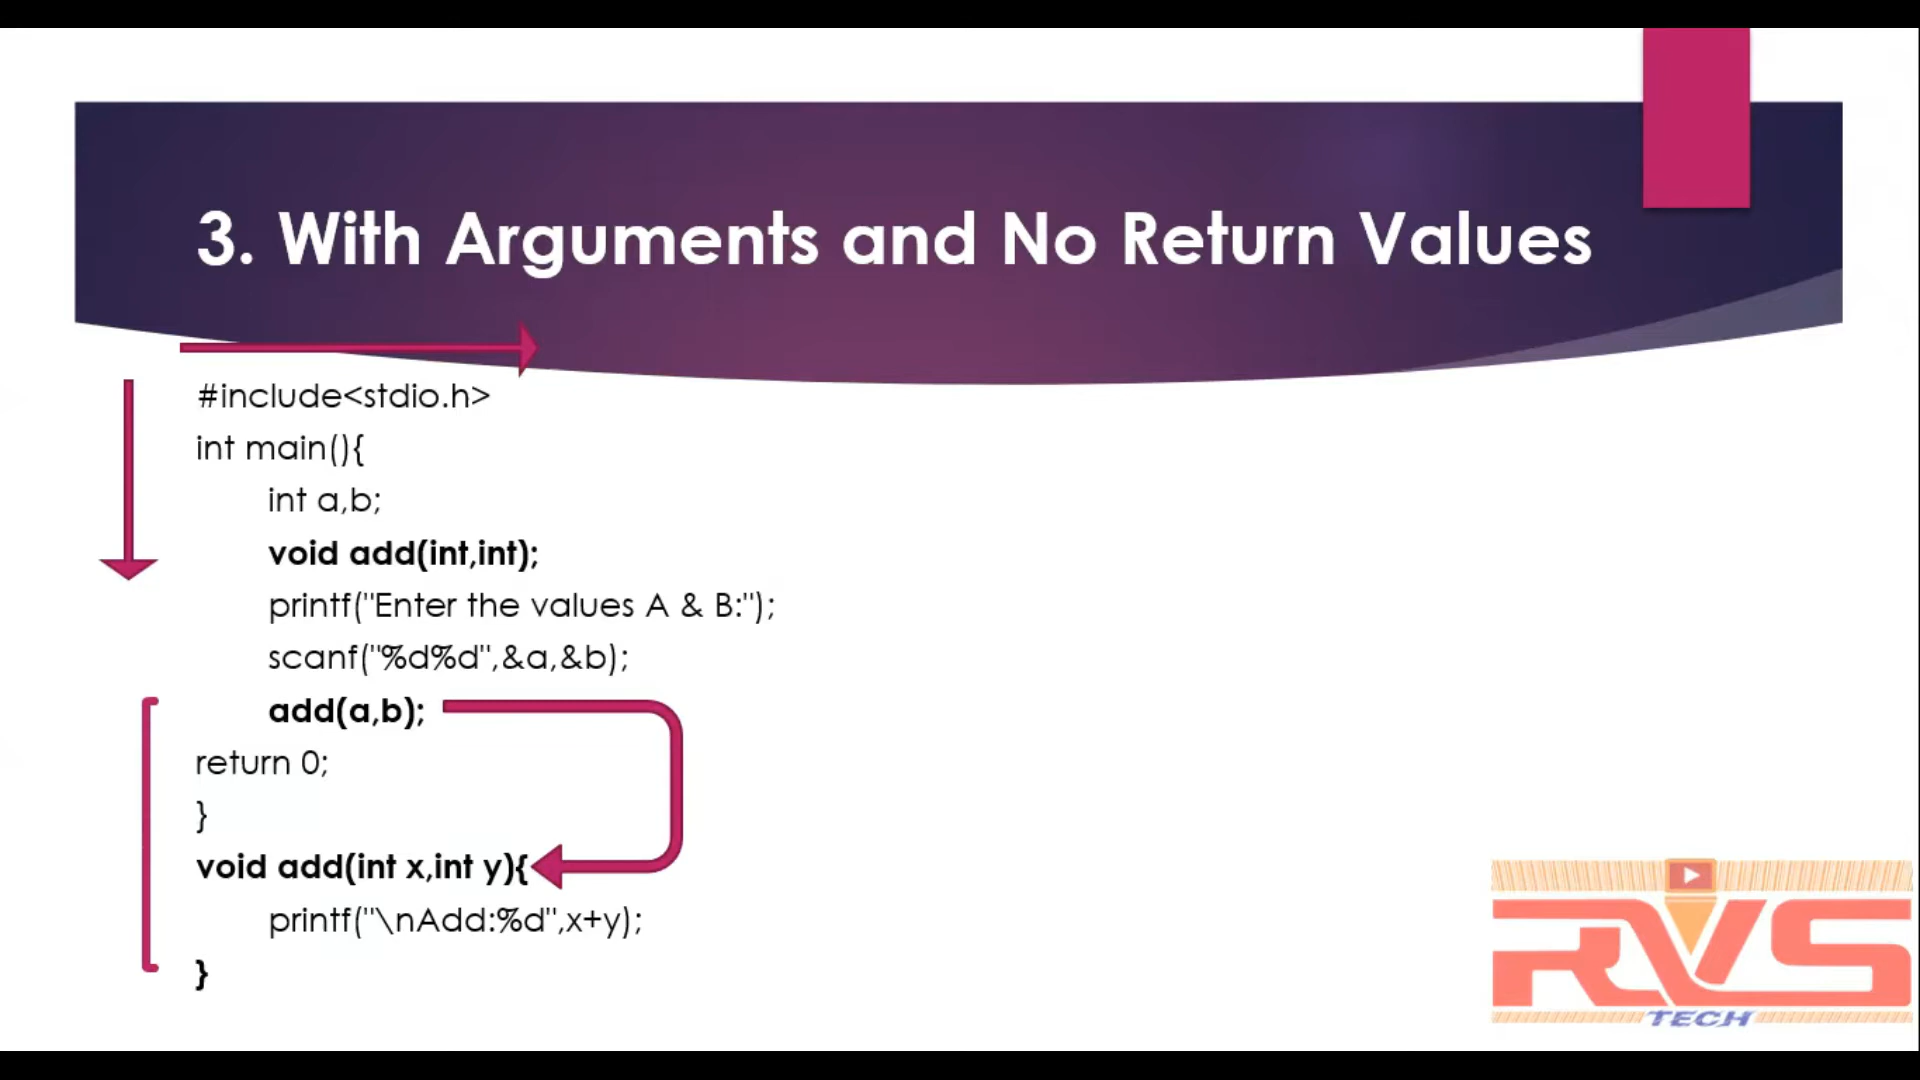 3. With Arguments and No Return Values
#include<stdio.h>
int main(){
int a,b;
void add(int,int);
printf("Enter the values A & B:");
scanf("%d%d",&a,&b);
add(a,b);
return 0;
}
void add(int x,int y){
printf("\nAdd:%d",x+y);
}
RVS
TECH